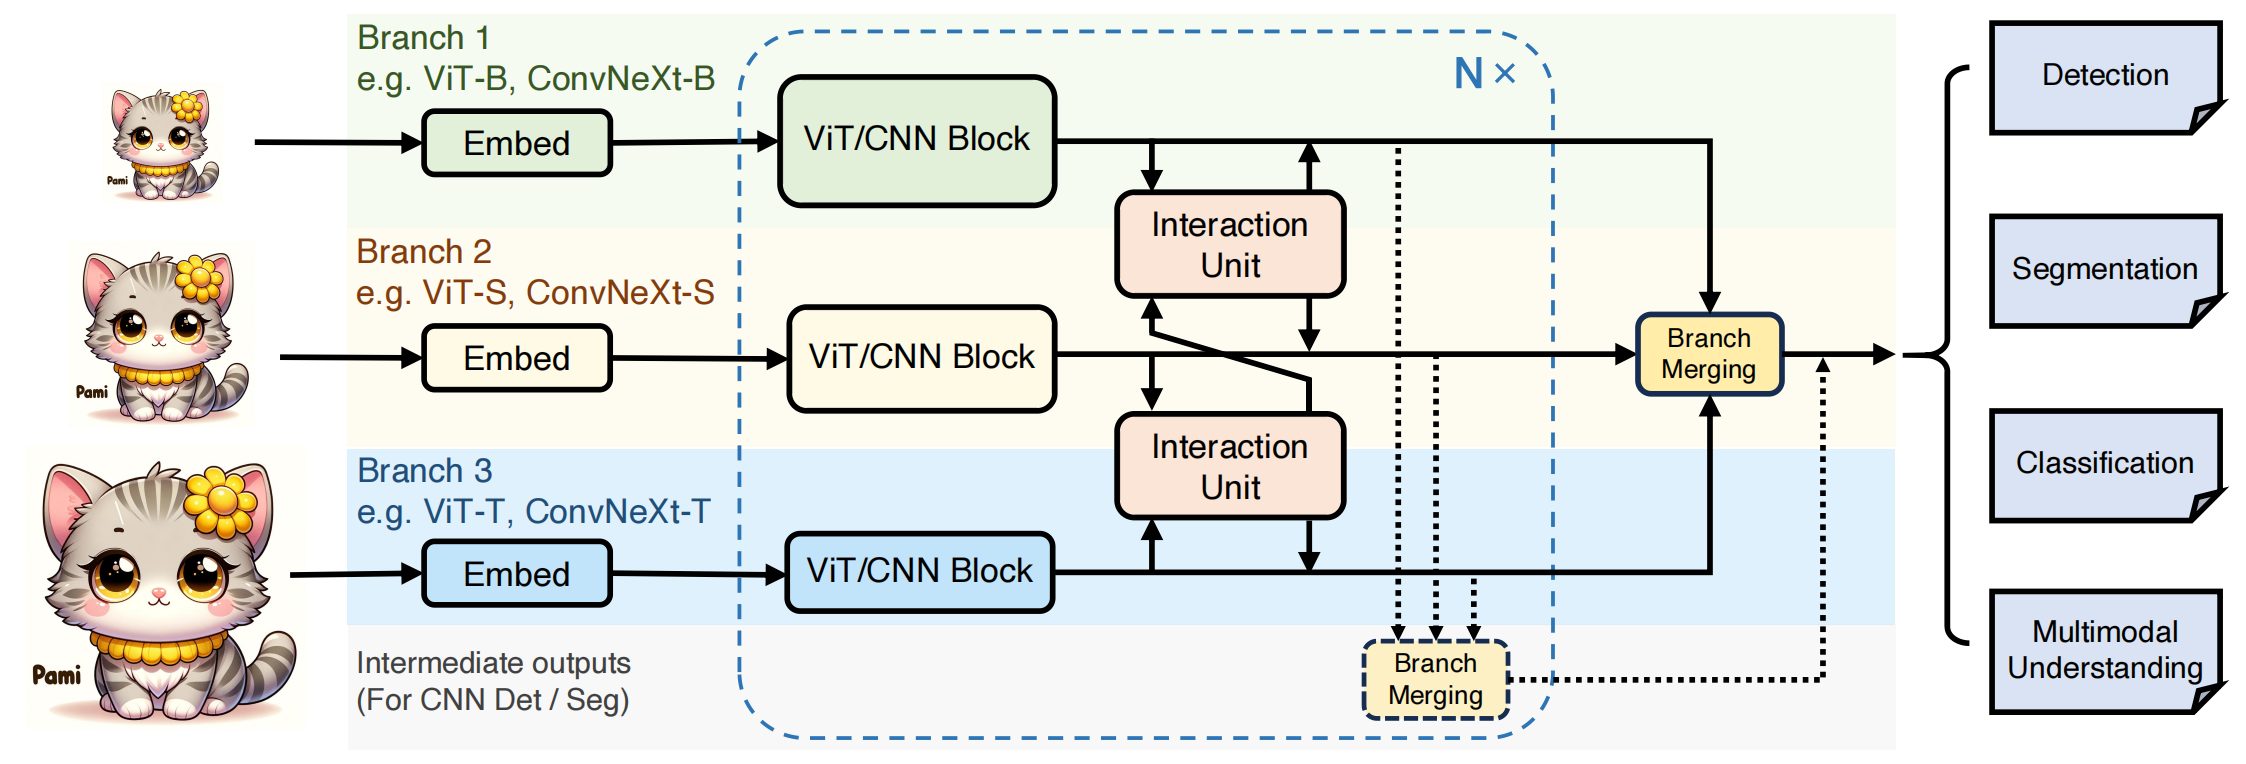 Branch 1
e.g. ViT-B, ConvNeXt-B
N ×
Embed
ViT/CNN Block
Pami
Interaction
Unit
Branch 2
e.g. ViT-S, ConvNeXt-S
Embed
ViT/CNN Block
Pami
Branch
Merging
Interaction
Unit
Branch 3
e.g. ViT-T, ConvNeXt-T
Embed
ViT/CNN Block
Pami
Intermediate outputs
(For CNN Det / Seg)
Branch
Merging
Detection
Segmentation
Classification
Multimodal
Understanding